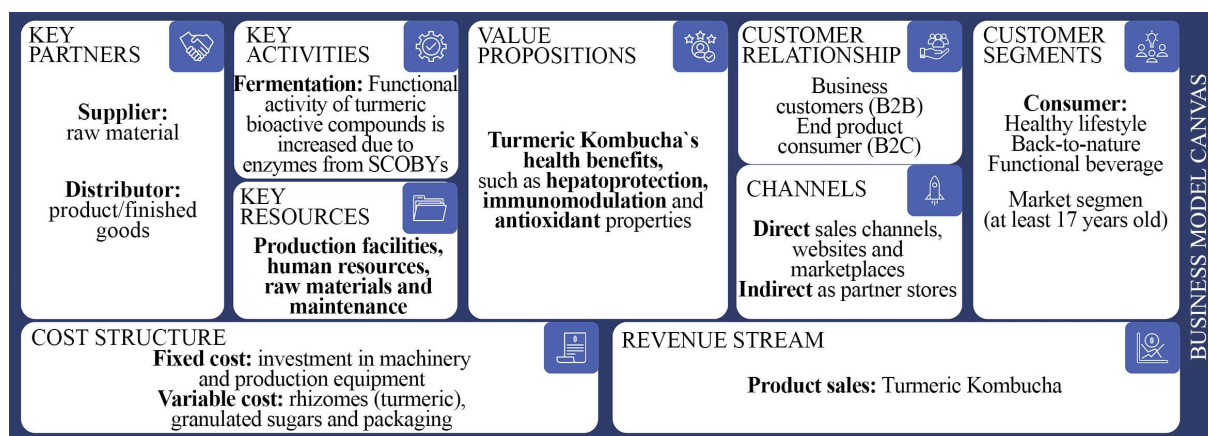 KEY
PARTNERS
Supplier:
raw material
Distributor:
product/finished
goods
KEY
ACTIVITIES
Fermentation: Functional
activity of turmeric
bioactive compounds is
increased due to
enzymes from SCOBYs
KEY
RESOURCES
Production facilities,
human resources,
raw materials and
maintenance
VALUE
PROPOSITIONS
Turmeric Kombucha`s
health benefits,
such as hepatoprotection,
immunomodulation and
antioxidant properties
CUSTOMER
RELATIONSHIP
Business
customers (B2B)
End product
consumer (B2C)
CHANNELS
Direct sales channels,
websites and
marketplaces
Indirect as partner stores
CUSTOMER
SEGMENTS
Consumer:
Healthy lifestyle
Back-to-nature
Functional beverage
Market segmen
(at least 17 years old)
COST STRUCTURE
Fixed cost: investment in machinery
and production equipment
Variable cost: rhizomes (turmeric),
granulated sugars and packaging
REVENUE STREAM
Product sales: Turmeric Kombucha
BUSINESS MODEL CANVAS